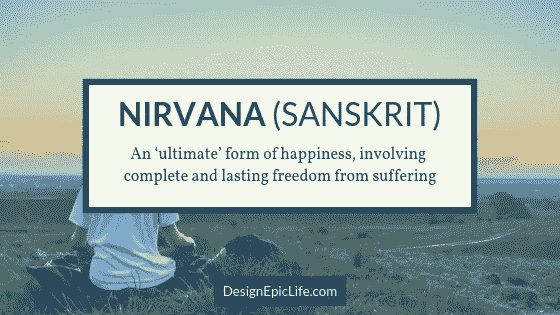 NIRVANA (SANSKRIT)
An ‘ultimate’ form of happiness, involving
complete and lasting freedom from suffering
DesignEpicLife.com